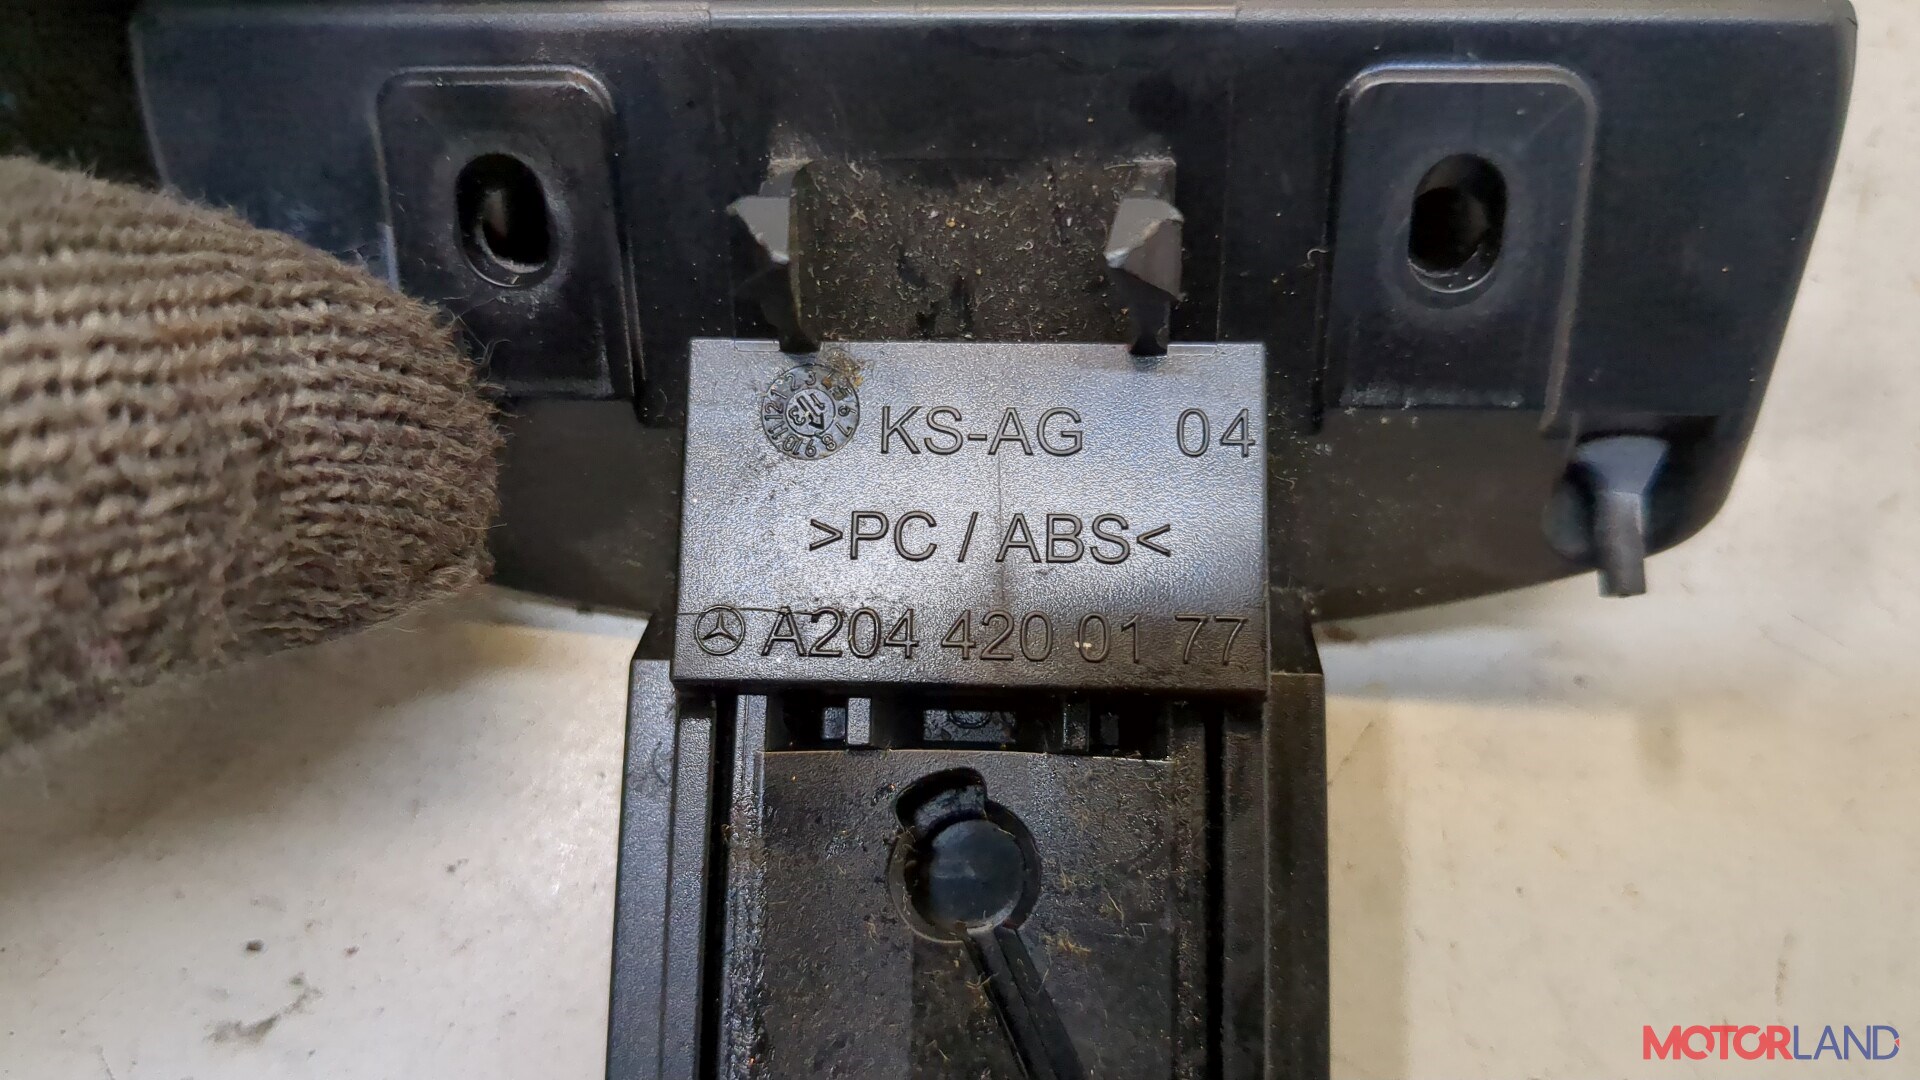 KS-AG 04
>PC / ABS<
A204 420 01 77
MOTORLAND